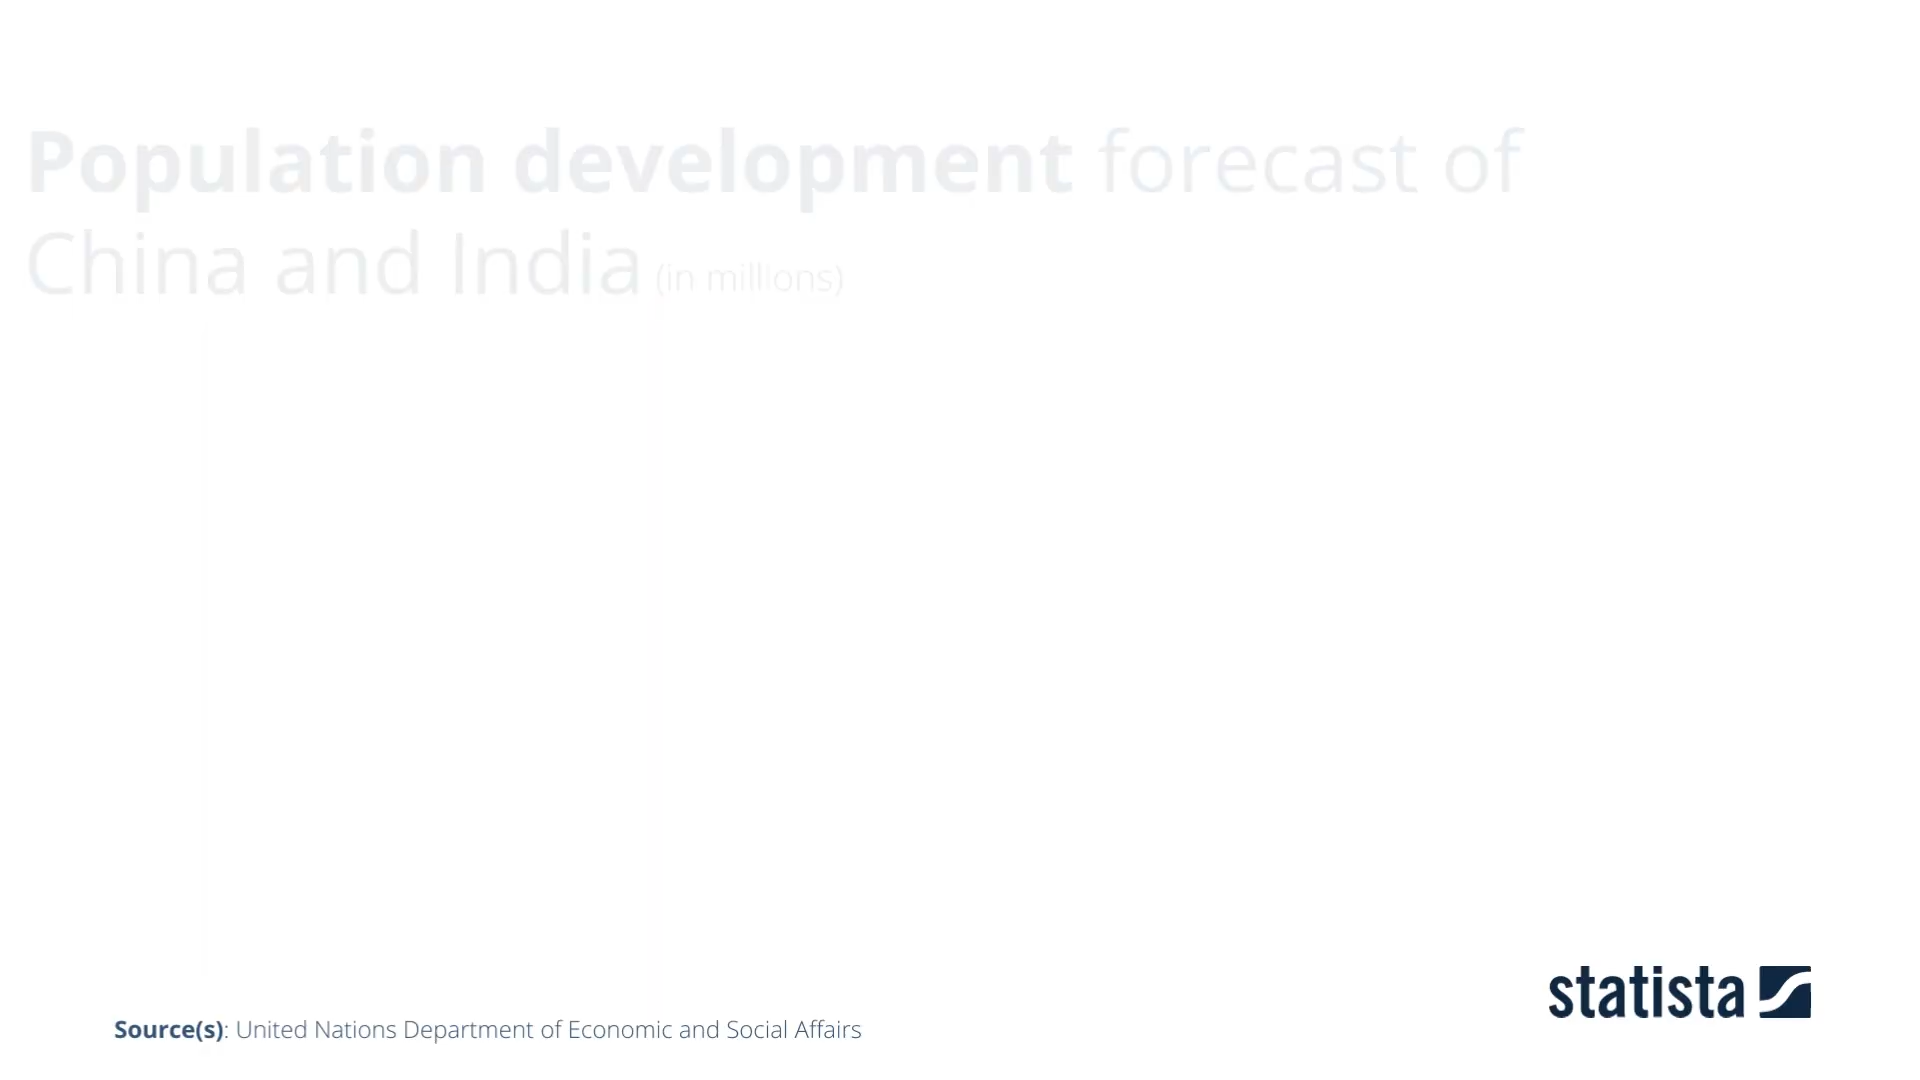 Population development forecast of
China and India (in millions)
statista
Source(s): United Nations Department of Economic and Social Affairs